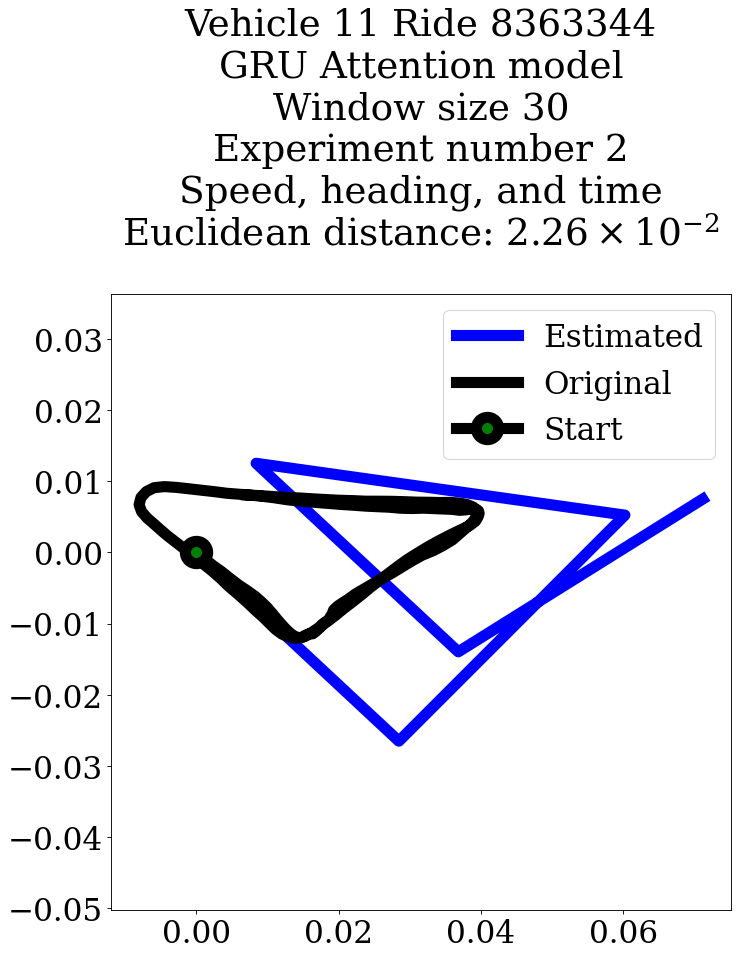 Vehicle 11 Ride 8363344
GRU Attention model
Window size 30
Experiment number 2
Speed, heading, and time
Euclidean distance: 2.26 × 10⁻²
Estimated
Original
Start
0.03
0.02
0.01
0.00
−0.01
−0.02
−0.03
−0.04
−0.05
0.00 0.02 0.04 0.06